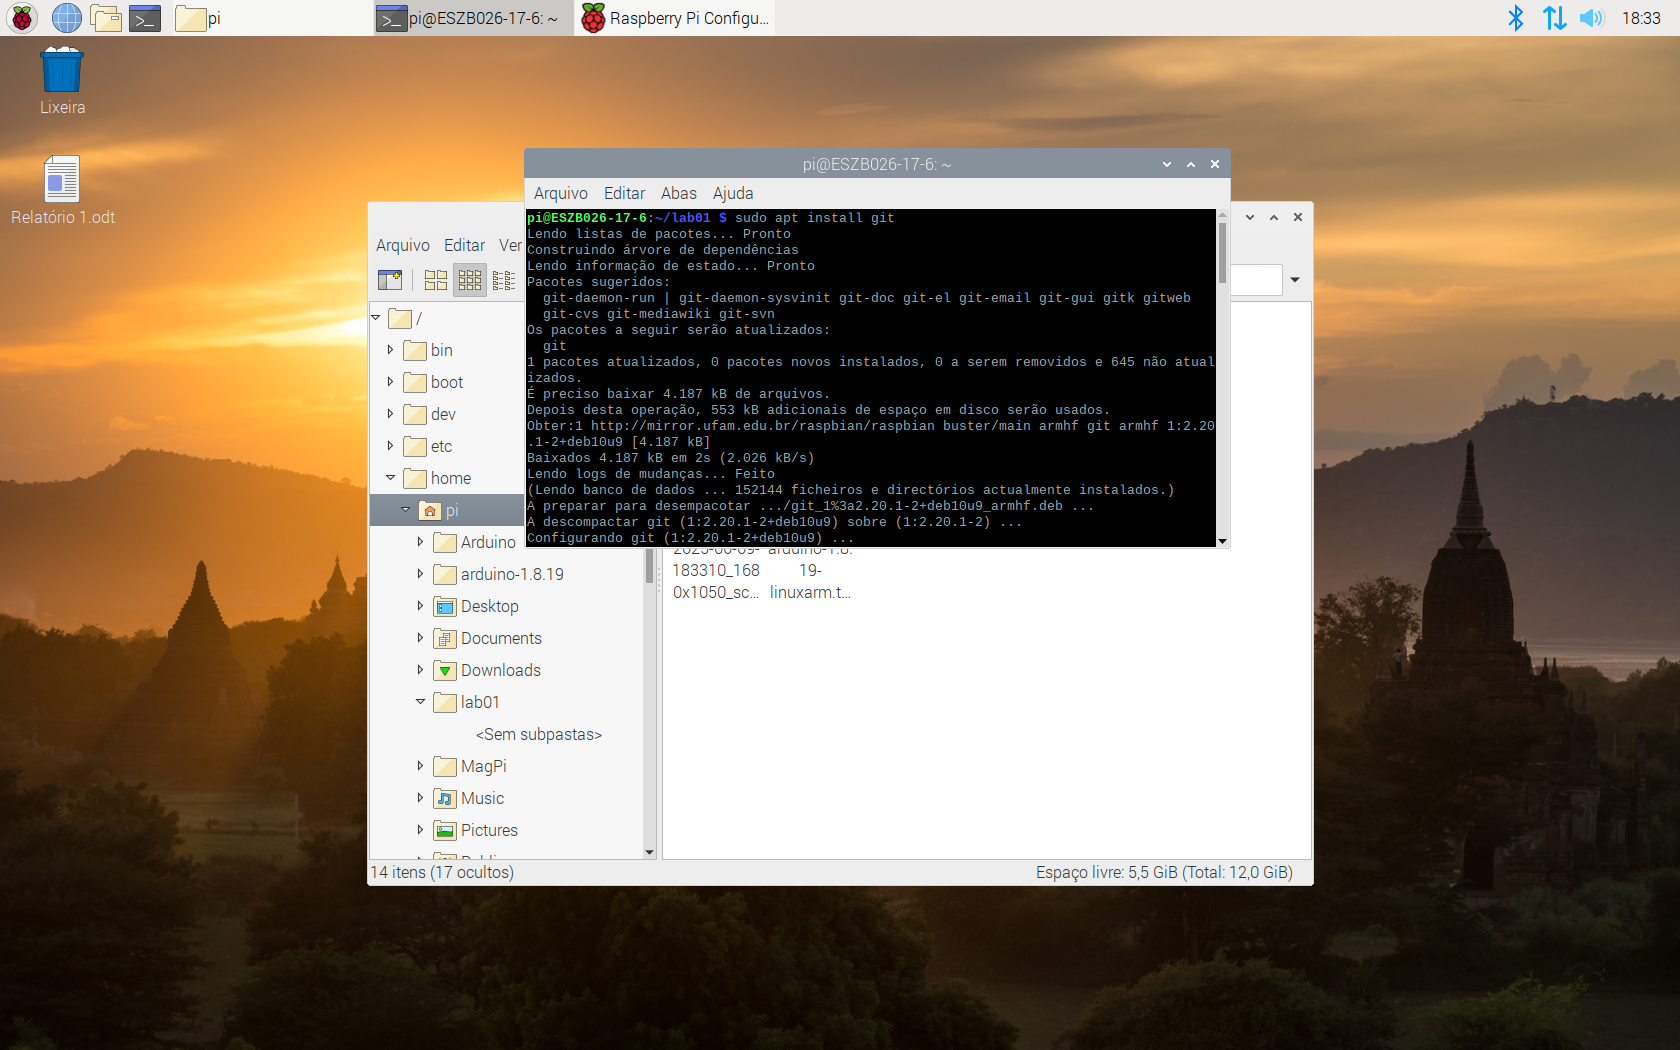 pi
pi@ESZB026-17-6: ~
Raspberry Pi Configu...
18:33
Lixeira
Relatório 1.odt
pi@ESZB026-17-6: ~
Arquivo Editar Abas Ajuda
pi@ESZB026-17-6:~/lab01 $ sudo apt install git
Lendo listas de pacotes... Pronto
Construindo árvore de dependências
Lendo informação de estado... Pronto
Pacotes sugeridos:
git-daemon-run | git-daemon-sysvinit git-doc git-el git-email git-gui gitk gitweb
git-cvs git-mediawiki git-svn
Os pacotes a seguir serão atualizados:
git
1 pacotes atualizados, 0 pacotes novos instalados, 0 a serem removidos e 645 não atual
izados.
É preciso baixar 4.187 kB de arquivos.
Depois desta operação, 553 kB adicionais de espaço em disco serão usados.
Obter:1 http://mirror.ufam.edu.br/raspbian/raspbian buster/main armhf git armhf 1:2.20
.1-2+deb10u9 [4.187 kB]
Baixados 4.187 kB em 2s (2.026 kB/s)
Lendo logs de mudanças... Feito
(Lendo banco de dados ... 152144 ficheiros e directórios actualmente instalados.)
A preparar para desempacotar .../git_1%3a2.20.1-2+deb10u9_armhf.deb ...
A descompactar git (1:2.20.1-2+deb10u9) sobre (1:2.20.1-2) ...
Configurando git (1:2.20.1-2+deb10u9) ...
Arquivo Editar Ver
/
bin
boot
dev
etc
home
pi
Arduino
arduino-1.8.19
Desktop
Documents
Downloads
lab01
<Sem subpastas>
MagPi
Music
Pictures
183310_168
0x1050_sc...
arduino-1.8.
19-
linuxarm.t...
14 itens (17 ocultos)
Espaço livre: 5,5 GiB (Total: 12,0 GiB)